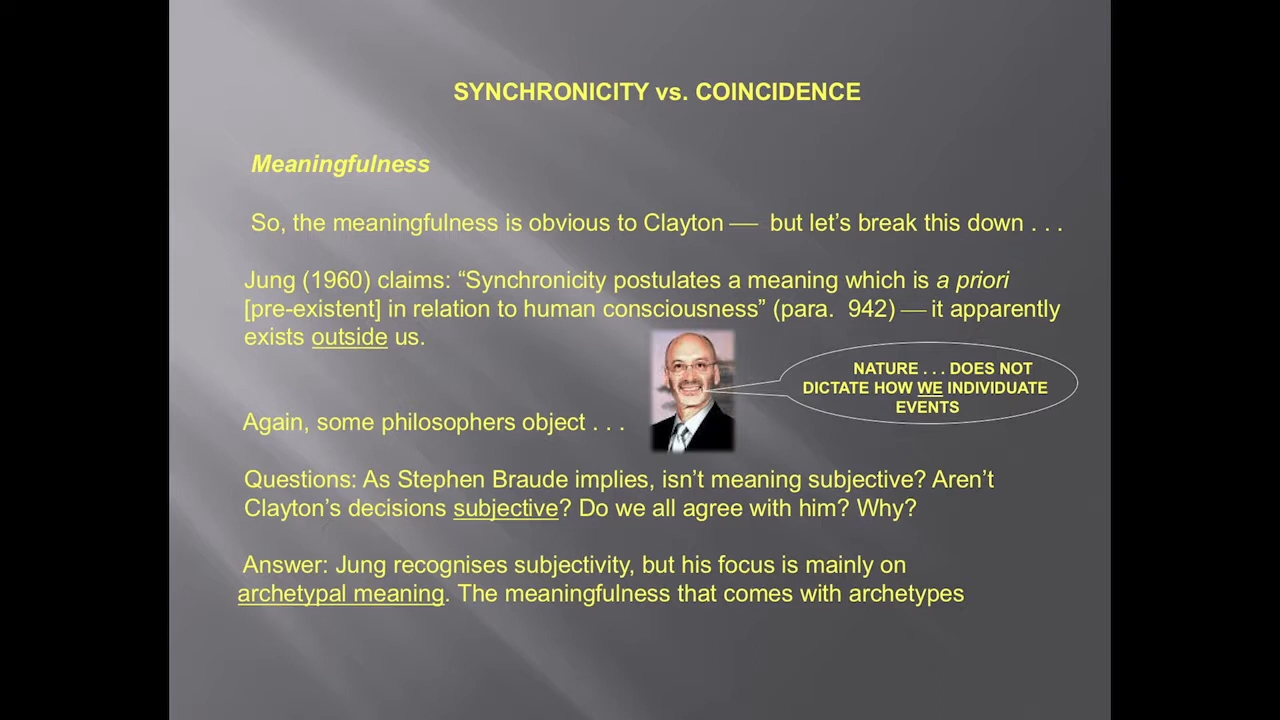 SYNCHRONICITY vs. COINCIDENCE
Meaningfulness
So, the meaningfulness is obvious to Clayton — but let’s break this down . . .
Jung (1960) claims: “Synchronicity postulates a meaning which is a priori
[pre-existent] in relation to human consciousness” (para. 942) — it apparently
exists outside us.
NATURE . . . DOES NOT
DICTATE HOW WE INDIVIDUATE
EVENTS
Again, some philosophers object . . .
Questions: As Stephen Braude implies, isn’t meaning subjective? Aren’t
Clayton’s decisions subjective? Do we all agree with him? Why?
Answer: Jung recognises subjectivity, but his focus is mainly on
archetypal meaning. The meaningfulness that comes with archetypes